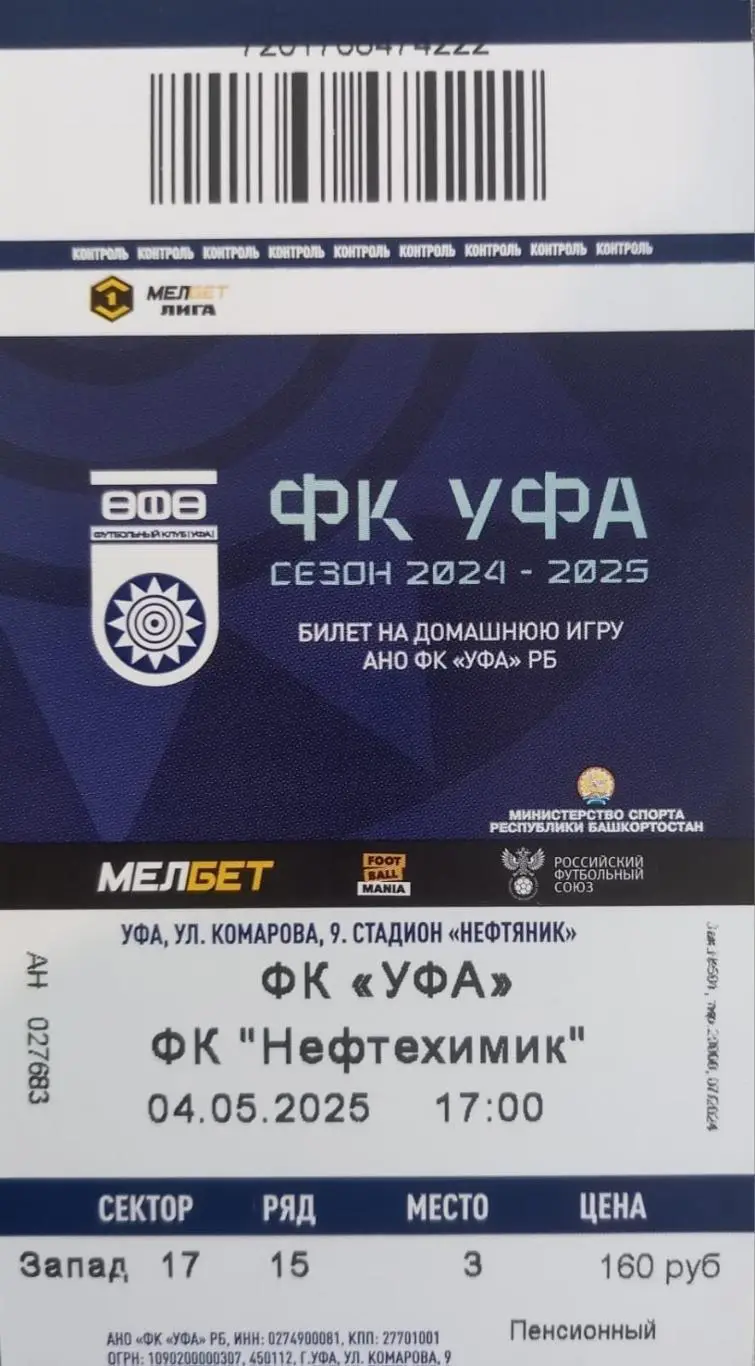 7201768474222
КОНТРОЛЬ КОНТРОЛЬ КОНТРОЛЬ КОНТРОЛЬ КОНТРОЛЬ КОНТРОЛЬ КОНТРОЛЬ КОНТРОЛЬ КОНТРОЛЬ
1 МЕЛБЕТ
ЛИГА
ФУТБОЛЬНЫЙ КЛУБ [УФА]
ФК УФА
СЕЗОН 2024 - 2025
БИЛЕТ НА ДОМАШНЮЮ ИГРУ
АНО ФК «УФА» РБ
МИНИСТЕРСТВО СПОРТА
РЕСПУБЛИКИ БАШКОРТОСТАН
МЕЛБЕТ
FOOT
BALL
MANIA
РОССИЙСКИЙ
ФУТБОЛЬНЫЙ
СОЮЗ
УФА, УЛ. КОМАРОВА, 9. СТАДИОН «НЕФТЯНИК»
АН 027683
ФК «УФА»
ФК "Нефтехимик"
04.05.2025 17:00
СЕКТОР РЯД МЕСТО ЦЕНА
Запад 17 15 3 160 руб
Пенсионный
АНО «ФК «УФА» РБ, ИНН: 0274900081, КПП: 27701001
ОГРН: 1090200000307, 450112, Г.УФА, УЛ. КОМАРОВА, 9